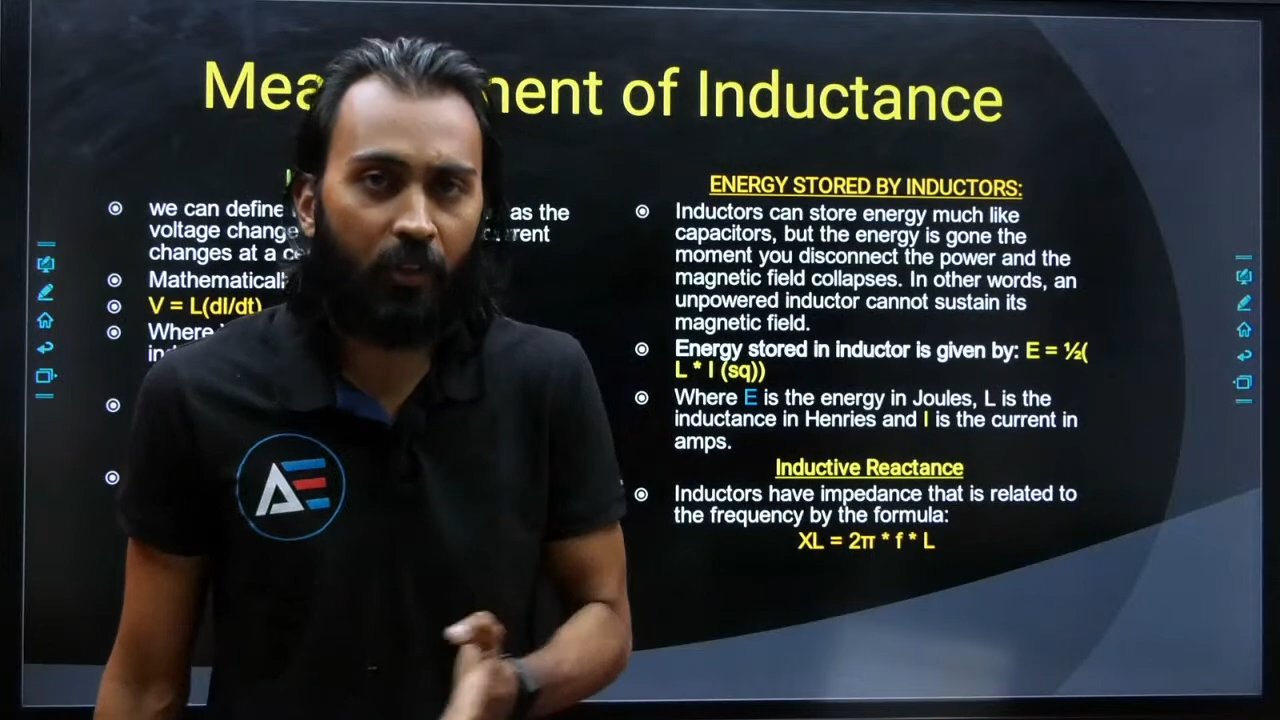 ment of Inductance
we can define as the
voltage change rrent
changes at a
V = L(dI/dt)
Where
ENERGY STORED BY INDUCTORS:
Inductors can store energy much like
capacitors, but the energy is gone the
moment you disconnect the power and the
magnetic field collapses. In other words, an
unpowered inductor cannot sustain its
magnetic field.
Energy stored in inductor is given by: E = ½(
L * I (sq))
Where E is the energy in Joules, L is the
inductance in Henries and I is the current in
amps.
Inductive Reactance
Inductors have impedance that is related to
the frequency by the formula:
XL = 2π * f * L
AE